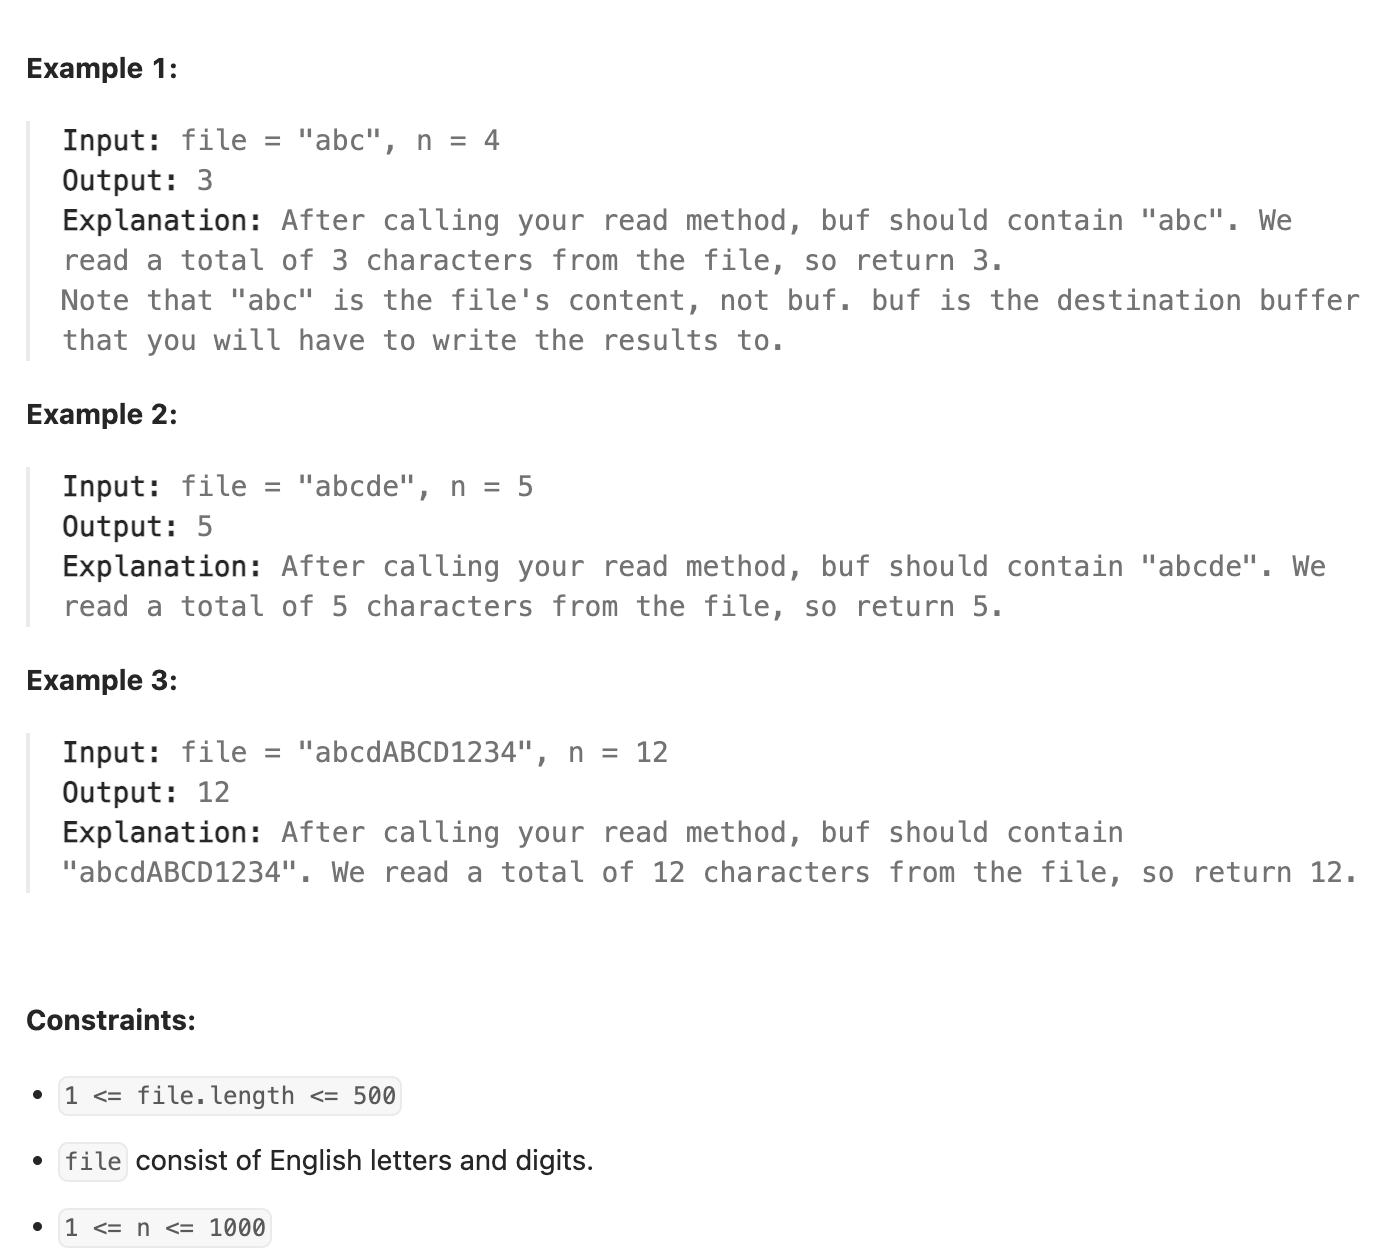 Example 1:
Input: file = "abc", n = 4
Output: 3
Explanation: After calling your read method, buf should contain "abc". We
read a total of 3 characters from the file, so return 3.
Note that "abc" is the file's content, not buf. buf is the destination buffer
that you will have to write the results to.
Example 2:
Input: file = "abcde", n = 5
Output: 5
Explanation: After calling your read method, buf should contain "abcde". We
read a total of 5 characters from the file, so return 5.
Example 3:
Input: file = "abcdABCD1234", n = 12
Output: 12
Explanation: After calling your read method, buf should contain
"abcdABCD1234". We read a total of 12 characters from the file, so return 12.
Constraints:
• 1 <= file.length <= 500
• file consist of English letters and digits.
• 1 <= n <= 1000